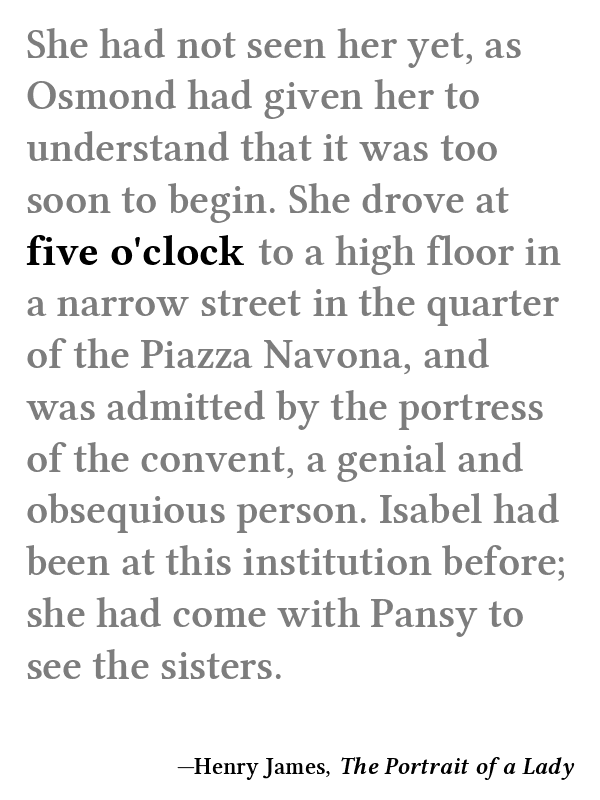 She had not seen her yet, as
Osmond had given her to
understand that it was too
soon to begin. She drove at
five o'clock to a high floor in
a narrow street in the quarter
of the Piazza Navona, and
was admitted by the portress
of the convent, a genial and
obsequious person. Isabel had
been at this institution before;
she had come with Pansy to
see the sisters.
—Henry James, The Portrait of a Lady